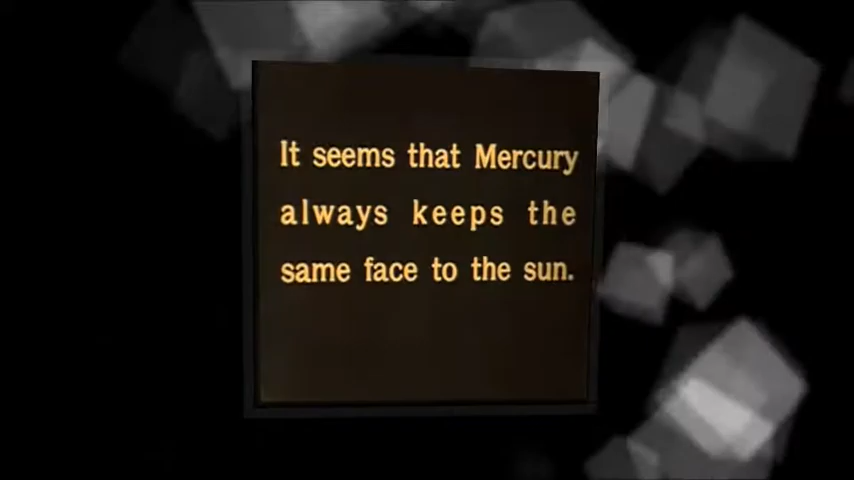 It seems that Mercury
always keeps the
same face to the sun.